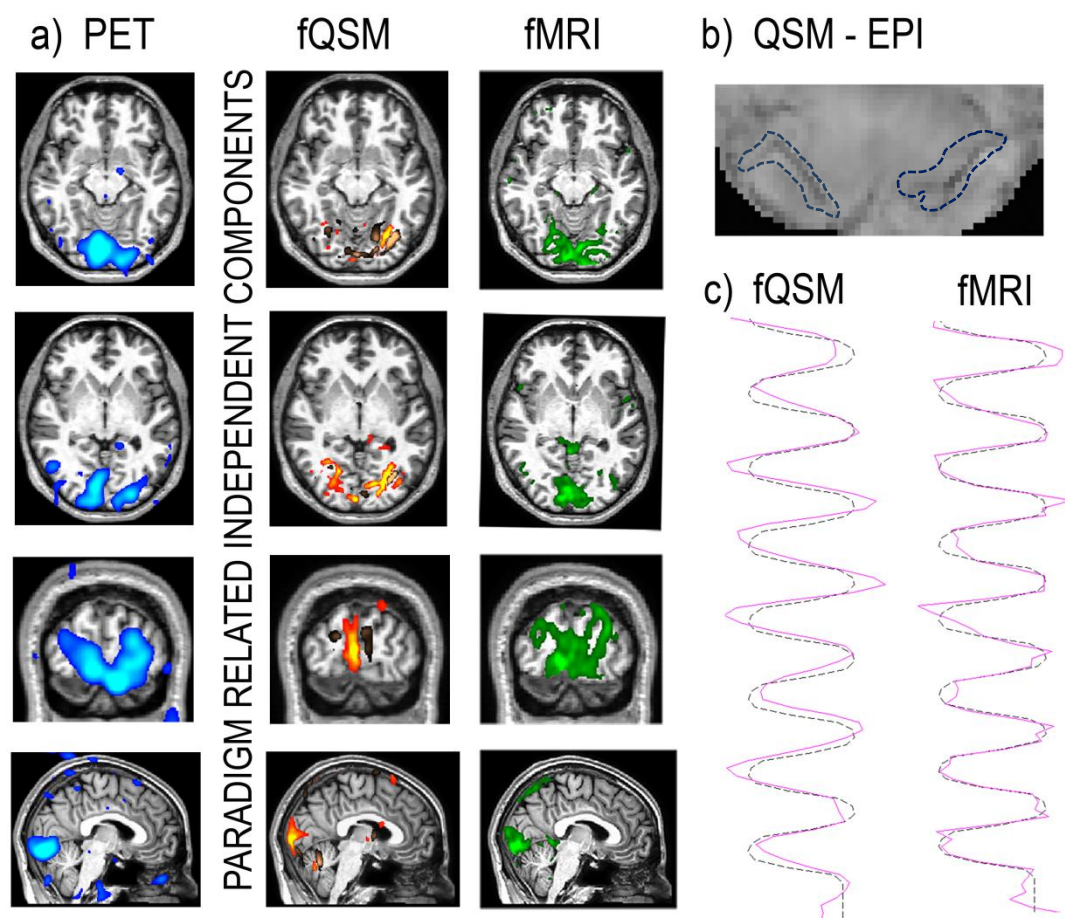 a) PET
fQSM
fMRI
PARADIGM RELATED INDEPENDENT COMPONENTS
b) QSM - EPI
c) fQSM
fMRI